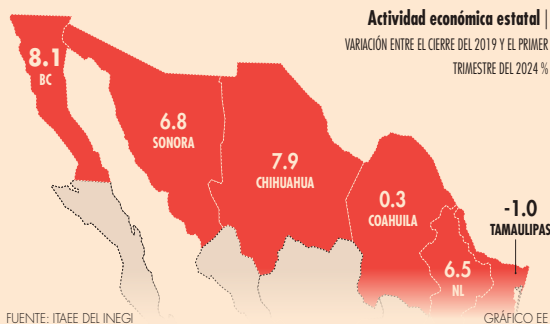 Actividad económica estatal |
VARIACIÓN ENTRE EL CIERRE DEL 2019 Y EL PRIMER
TRIMESTRE DEL 2024 %
8.1
BC
6.8
SONORA
7.9
CHIHUAHUA
0.3
COAHUILA
-1.0
TAMAULIPAS
6.5
NL
FUENTE: ITAEE DEL INEGI
GRÁFICO EE